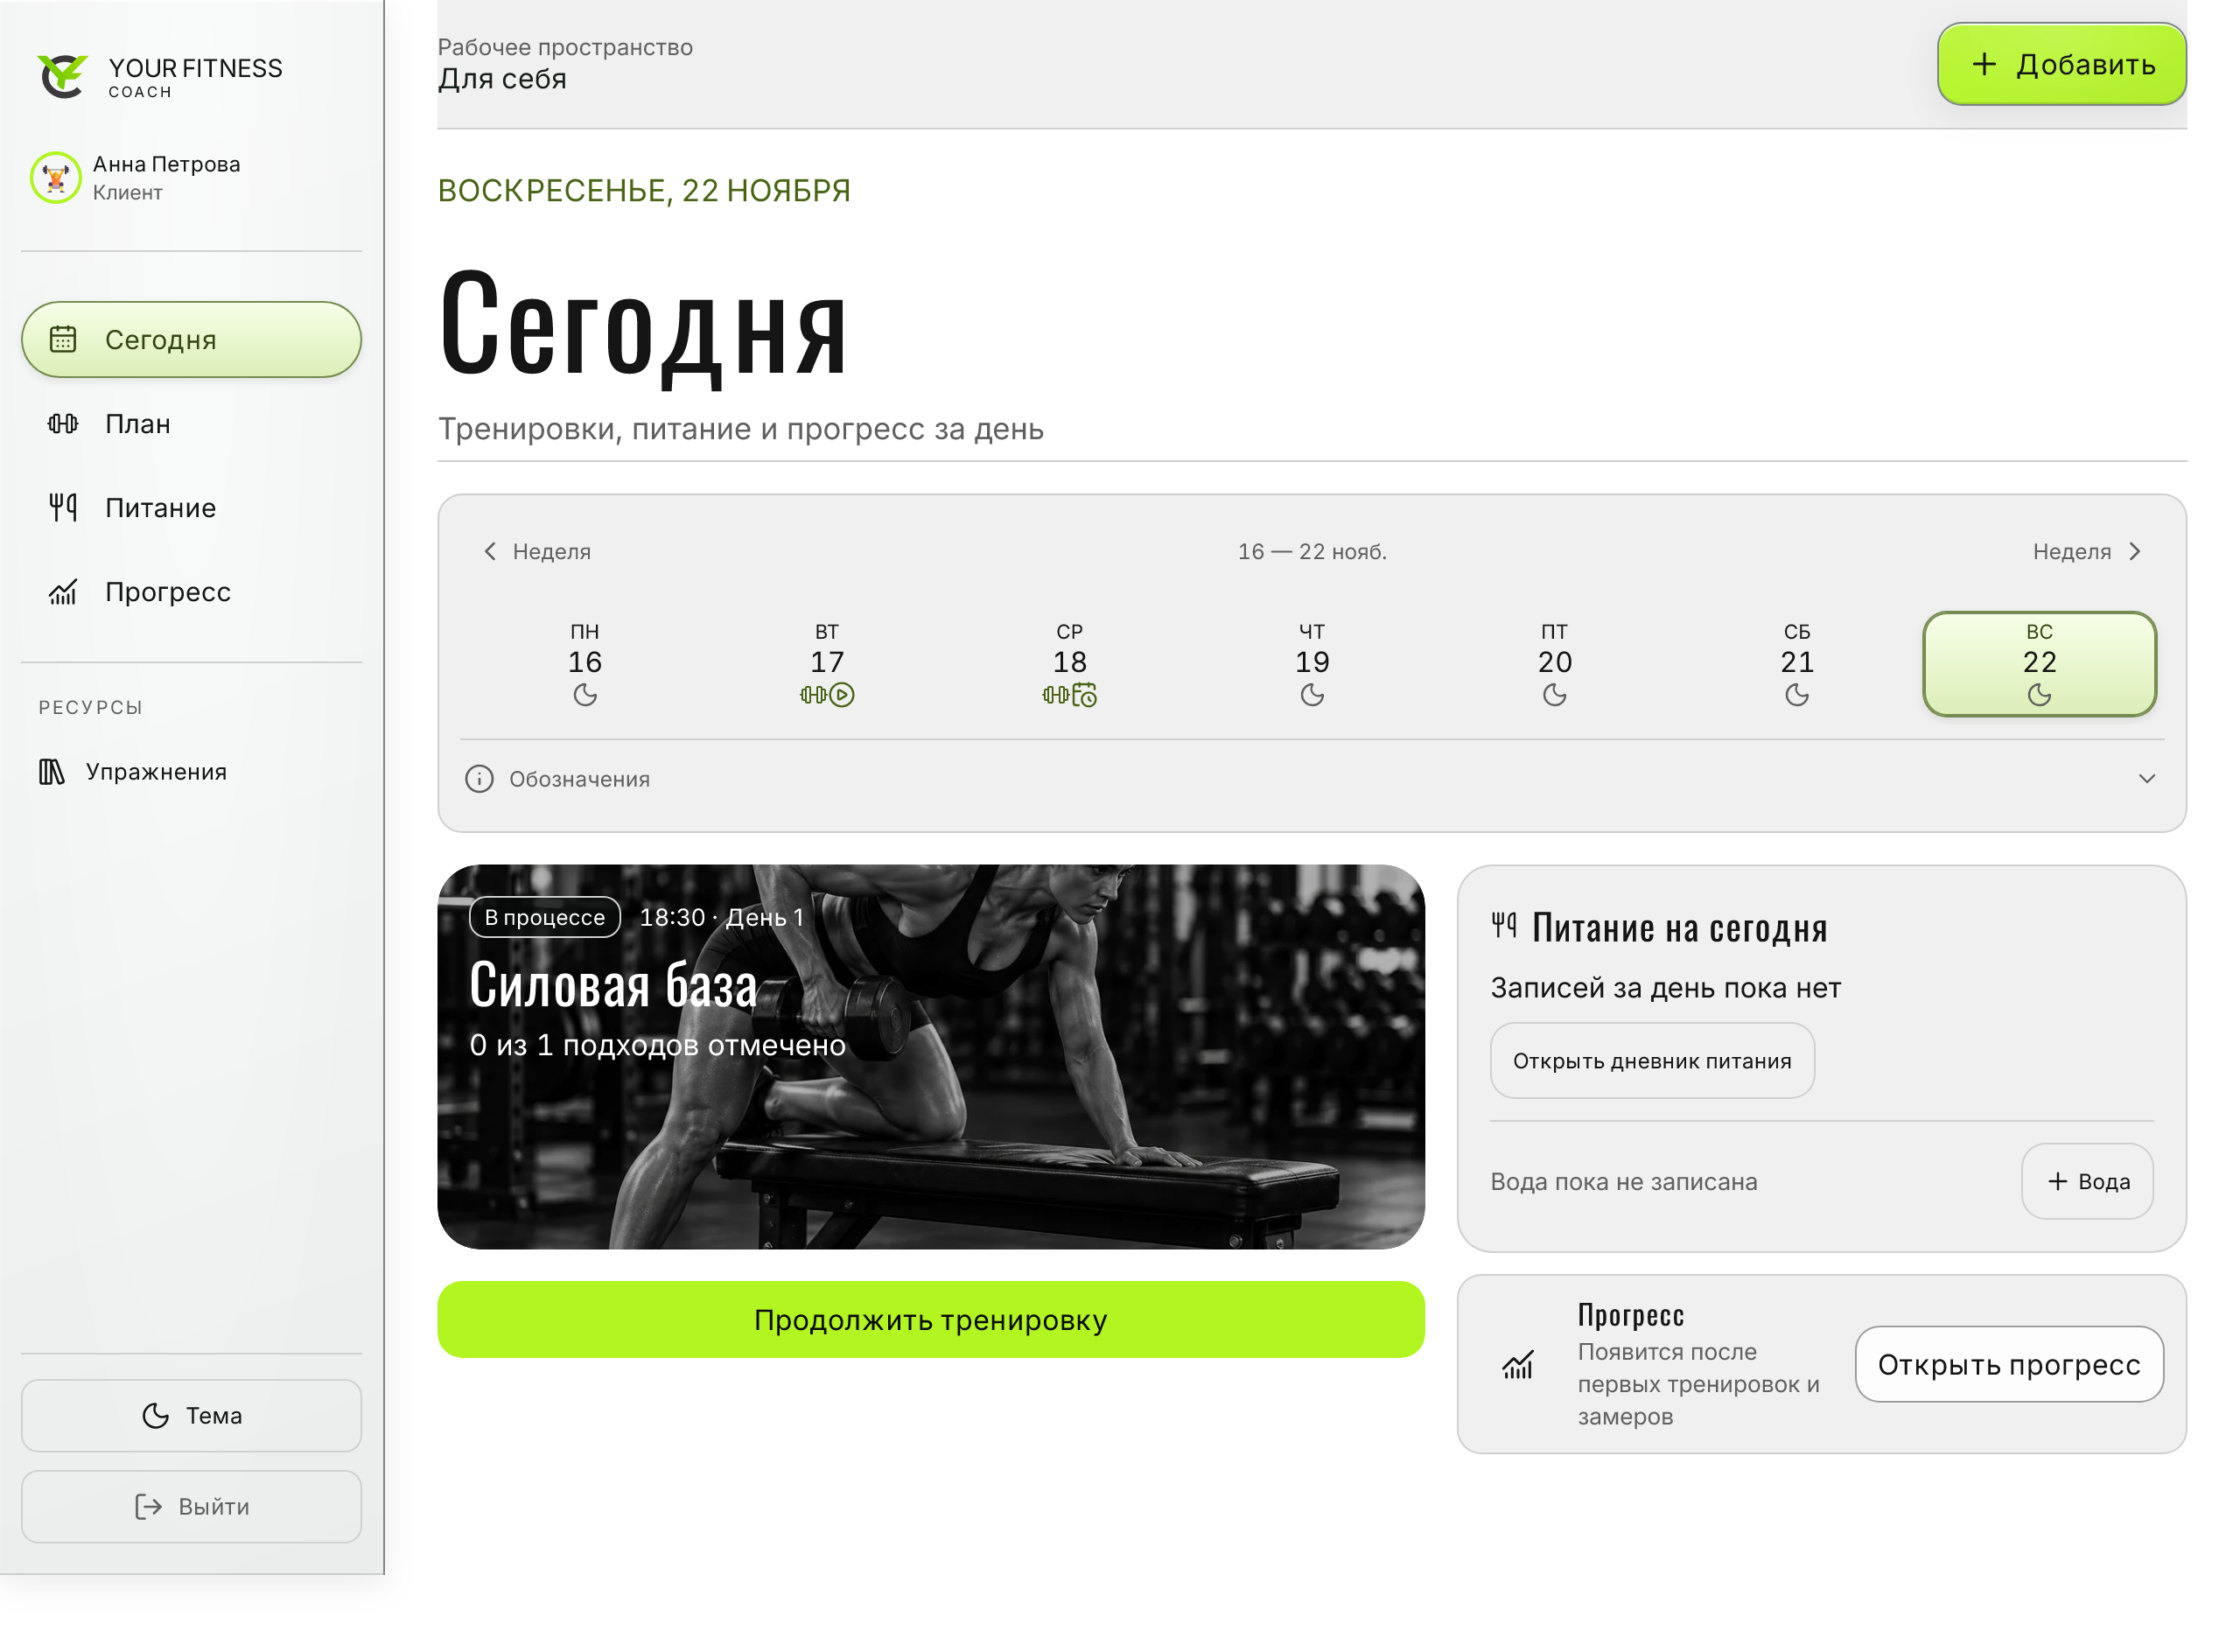 YOUR FITNESS
COACH
Анна Петрова
Клиент
Сегодня
План
Питание
Прогресс
РЕСУРСЫ
Упражнения
Тема
Выйти
Рабочее пространство
Для себя
Добавить
ВОСКРЕСЕНЬЕ, 22 НОЯБРЯ
Сегодня
Тренировки, питание и прогресс за день
Неделя
16 — 22 нояб.
Неделя
ПН
16
ВТ
17
СР
18
ЧТ
19
ПТ
20
СБ
21
ВС
22
Обозначения
В процессе
18:30 · День 1
Силовая база
0 из 1 подходов отмечено
Продолжить тренировку
Питание на сегодня
Записей за день пока нет
Открыть дневник питания
Вода пока не записана
+ Вода
Прогресс
Появится после
первых тренировок и
замеров
Открыть прогресс